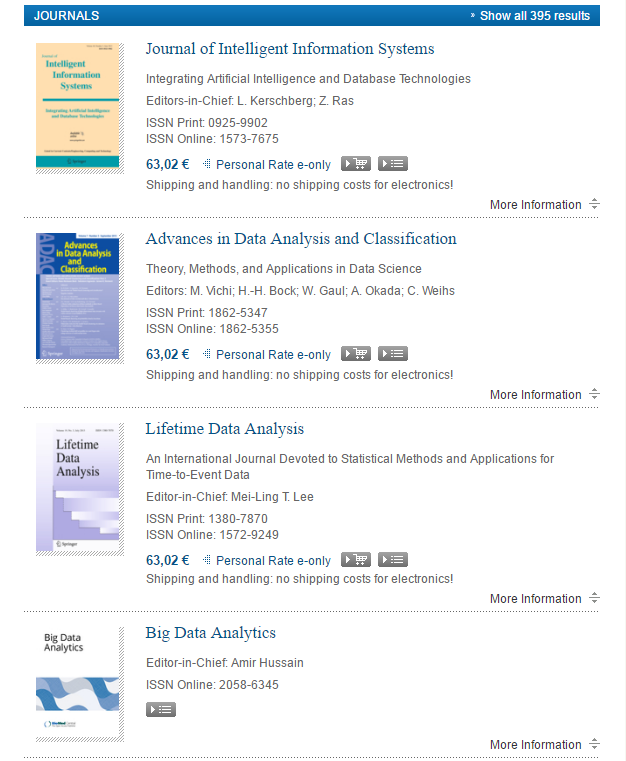 JOURNALS
» Show all 395 results
Journal of
Intelligent
Information
Systems
Integrating Artificial Intelligence
and Database Technologies
Springer
Journal of Intelligent Information Systems
Integrating Artificial Intelligence and Database Technologies
Editors-in-Chief: L. Kerschberg; Z. Ras
ISSN Print: 0925-9902
ISSN Online: 1573-7675
63,02 € Personal Rate e-only
Shipping and handling: no shipping costs for electronics!
More Information
ADAC
Advances
in Data Analysis
and
Classification
Springer
Advances in Data Analysis and Classification
Theory, Methods, and Applications in Data Science
Editors: M. Vichi; H.-H. Bock; W. Gaul; A. Okada; C. Weihs
ISSN Print: 1862-5347
ISSN Online: 1862-5355
63,02 € Personal Rate e-only
Shipping and handling: no shipping costs for electronics!
More Information
Lifetime
Data
Analysis
Springer
Lifetime Data Analysis
An International Journal Devoted to Statistical Methods and Applications for
Time-to-Event Data
Editor-in-Chief: Mei-Ling T. Lee
ISSN Print: 1380-7870
ISSN Online: 1572-9249
63,02 € Personal Rate e-only
Shipping and handling: no shipping costs for electronics!
More Information
Big Data
Analytics
BioMed Central
Big Data Analytics
Editor-in-Chief: Amir Hussain
ISSN Online: 2058-6345
More Information